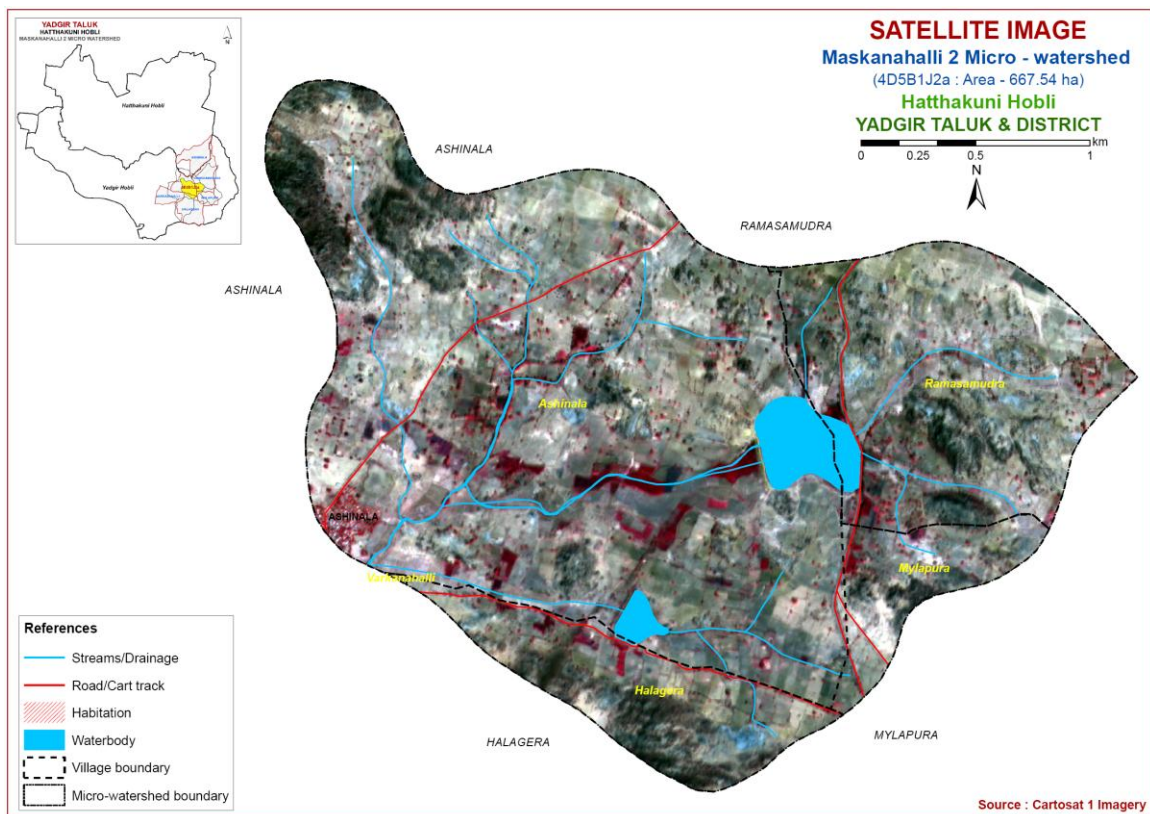 YADGIR TALUK
HATTHAKUNI HOBLI
MASKANAHALLI 2 MICRO WATERSHED
N
Hatthakuni Hobli
Yadgir Hobli
SATELLITE IMAGE
Maskanahalli 2 Micro - watershed
(4D5B1J2a : Area - 667.54 ha)
Hatthakuni Hobli
YADGIR TALUK & DISTRICT
km
0 0.25 0.5 1
N
ASHINALA
RAMASAMUDRA
ASHINALA
Ramasamudra
Ashinala
ASHINALA
Mylapura
Varkanahalli
Halagera
HALAGERA
MYLAPURA
References
Streams/Drainage
Road/Cart track
Habitation
Waterbody
Village boundary
Micro-watershed boundary
Source : Cartosat 1 Imagery